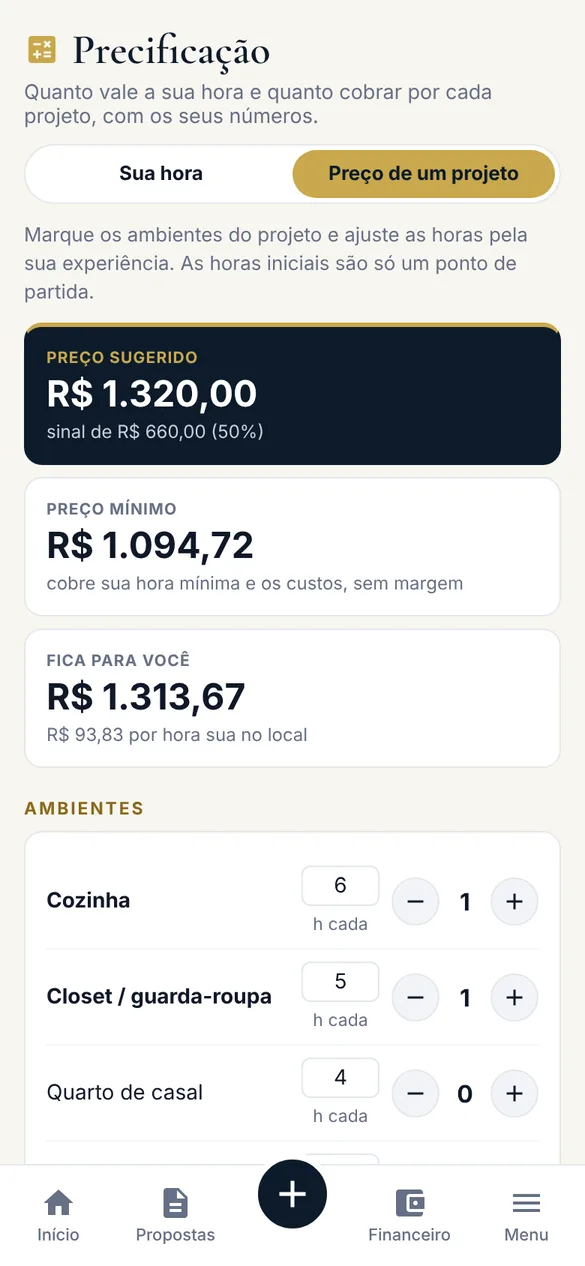 Precificação
Quanto vale a sua hora e quanto cobrar por cada
projeto, com os seus números.
Sua hora
Preço de um projeto
Marque os ambientes do projeto e ajuste as horas pela
sua experiência. As horas iniciais são só um ponto de
partida.
PREÇO SUGERIDO
R$ 1.320,00
sinal de R$ 660,00 (50%)
PREÇO MÍNIMO
R$ 1.094,72
cobre sua hora mínima e os custos, sem margem
FICA PARA VOCÊ
R$ 1.313,67
R$ 93,83 por hora sua no local
AMBIENTES
Cozinha
6
h cada
− 1 +
Closet / guarda-roupa
5
h cada
− 1 +
Quarto de casal
4
h cada
− 0 +
+
Início
Propostas
Financeiro
Menu